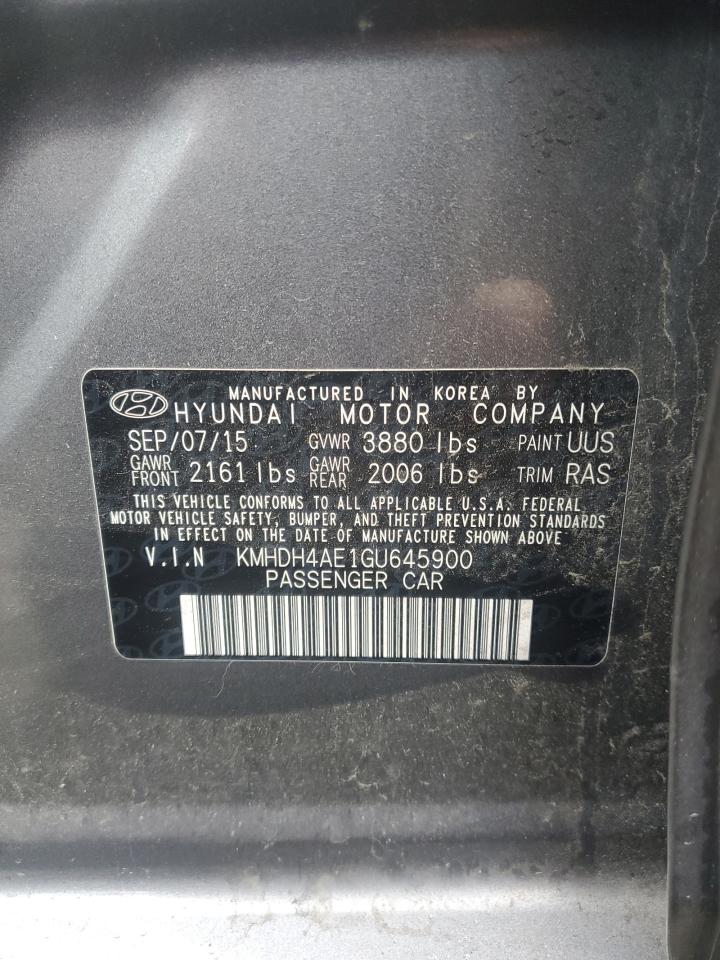 MANUFACTURED IN KOREA BY
HYUNDAI MOTOR COMPANY
SEP/07/15 GVWR 3880 lbs PAINT UUS
GAWR FRONT 2161 lbs GAWR REAR 2006 lbs TRIM RAS
THIS VEHICLE CONFORMS TO ALL APPLICABLE U.S.A. FEDERAL
MOTOR VEHICLE SAFETY, BUMPER, AND THEFT PREVENTION STANDARDS
IN EFFECT ON THE DATE OF MANUFACTURE SHOWN ABOVE
V.I.N KMHDH4AE1GU645900
PASSENGER CAR